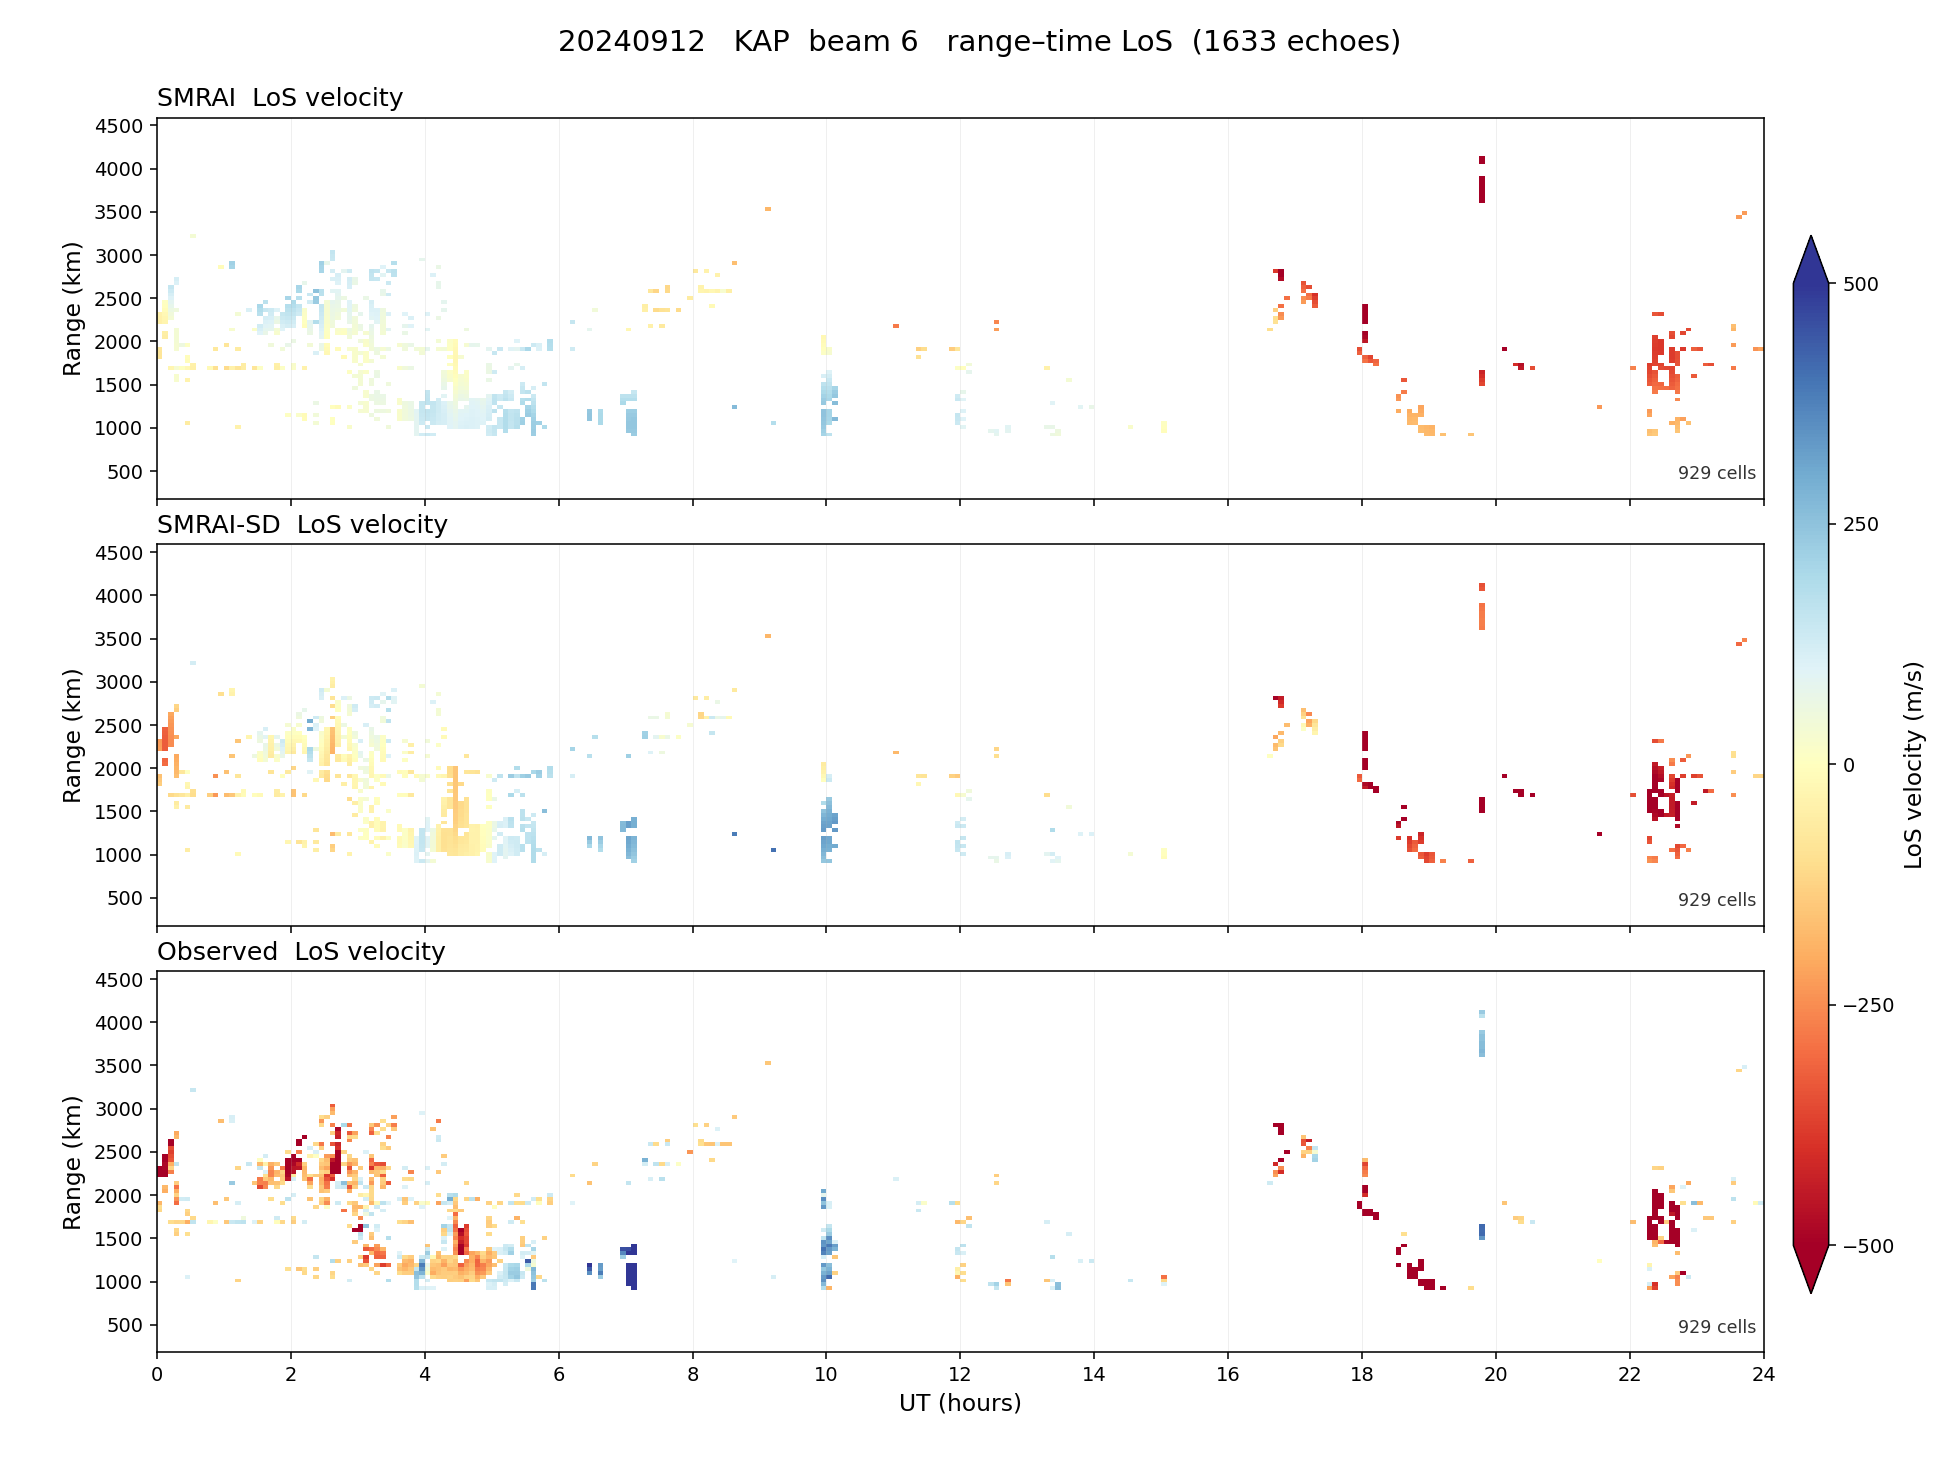 20240912   KAP  beam 6   range–time LoS  (1633 echoes)
SMRAI  LoS velocity
4500
4000
3500
3000
2500
2000
1500
1000
500
Range (km)
929 cells
SMRAI-SD  LoS velocity
4500
4000
3500
3000
2500
2000
1500
1000
500
Range (km)
929 cells
Observed  LoS velocity
4500
4000
3500
3000
2500
2000
1500
1000
500
Range (km)
929 cells
0 2 4 6 8 10 12 14 16 18 20 22 24
UT (hours)
500
250
0
−250
−500
LoS velocity (m/s)